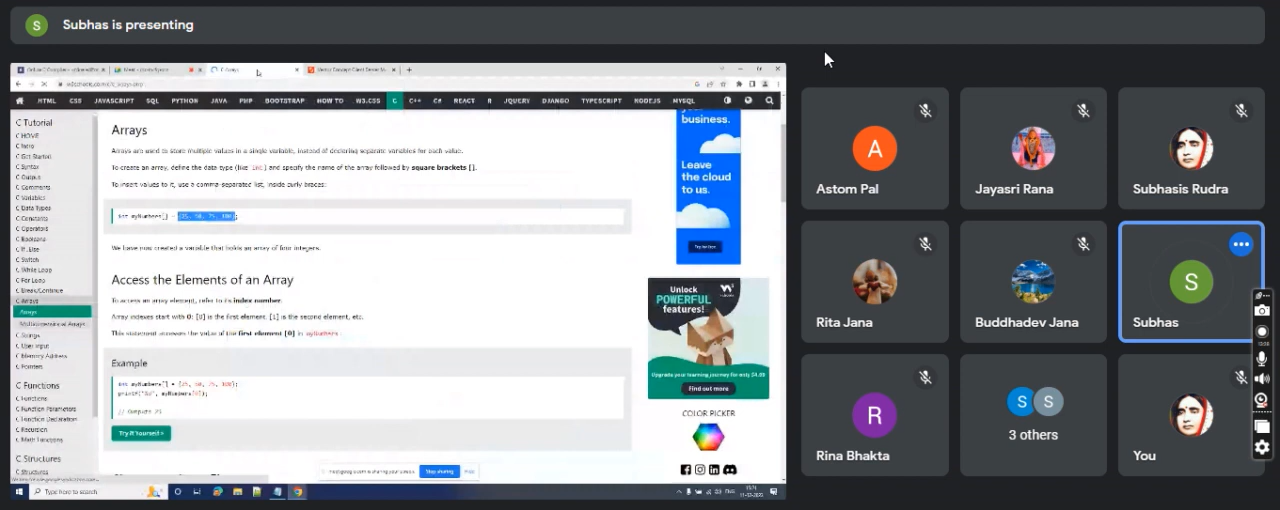 S
Subhas is presenting
C Arrays
HTML CSS JAVASCRIPT SQL PYTHON JAVA PHP BOOTSTRAP HOW TO W3.CSS C C++ C# REACT R JQUERY DJANGO TYPESCRIPT NODEJS MYSQL
C Tutorial
C HOME
C Intro
C Get Started
C Syntax
C Output
C Comments
C Variables
C Data Types
C Constants
C Operators
C Booleans
C If...Else
C Switch
C While Loop
C For Loop
C Break/Continue
C Arrays
Arrays
Multidimensional Arrays
C Strings
C User Input
C Memory Address
C Pointers
C Functions
C Functions
C Function Parameters
C Function Declaration
C Recursion
C Math Functions
C Structures
C Structures
Arrays
Arrays are used to store multiple values in a single variable, instead of declaring separate variables for each value.
To create an array, define the data type (like int) and specify the name of the array followed by square brackets [].
To insert values to it, use a comma-separated list, inside curly braces:
int myNumbers[] = {25, 50, 75, 100};
We have now created a variable that holds an array of four integers.
Access the Elements of an Array
To access an array element, refer to its index number.
Array indexes start with 0: [0] is the first element. [1] is the second element, etc.
This statement accesses the value of the first element [0] in myNumbers:
Example
int myNumbers[] = {25, 50, 75, 100};
printf("%d", myNumbers[0]);
// Outputs 25
Try it Yourself >
your
business.
Leave
the cloud
to us.
Unlock
POWERFUL
features!
Upgrade your learning journey for only $4.99
Find out more
COLOR PICKER
Stop sharing
Hide
Type here to search
ENG
A
Astom Pal
Jayasri Rana
Subhasis Rudra
Rita Jana
Buddhadev Jana
S
Subhas
R
Rina Bhakta
S S
3 others
You